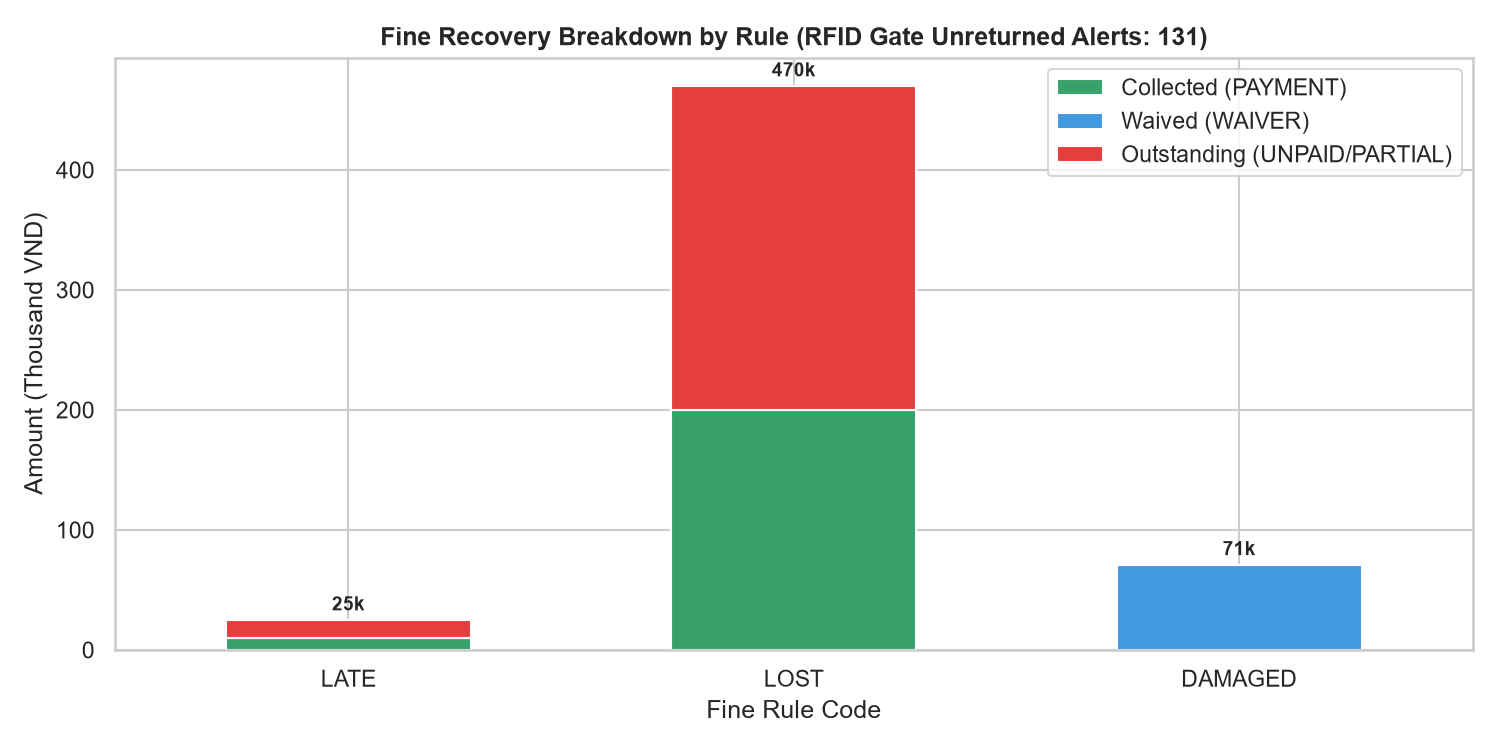 Fine Recovery Breakdown by Rule (RFID Gate Unreturned Alerts: 131)
470k
Collected (PAYMENT)
Waived (WAIVER)
Outstanding (UNPAID/PARTIAL)
Amount (Thousand VND)
400
300
200
100
0
71k
25k
LATE
LOST
DAMAGED
Fine Rule Code